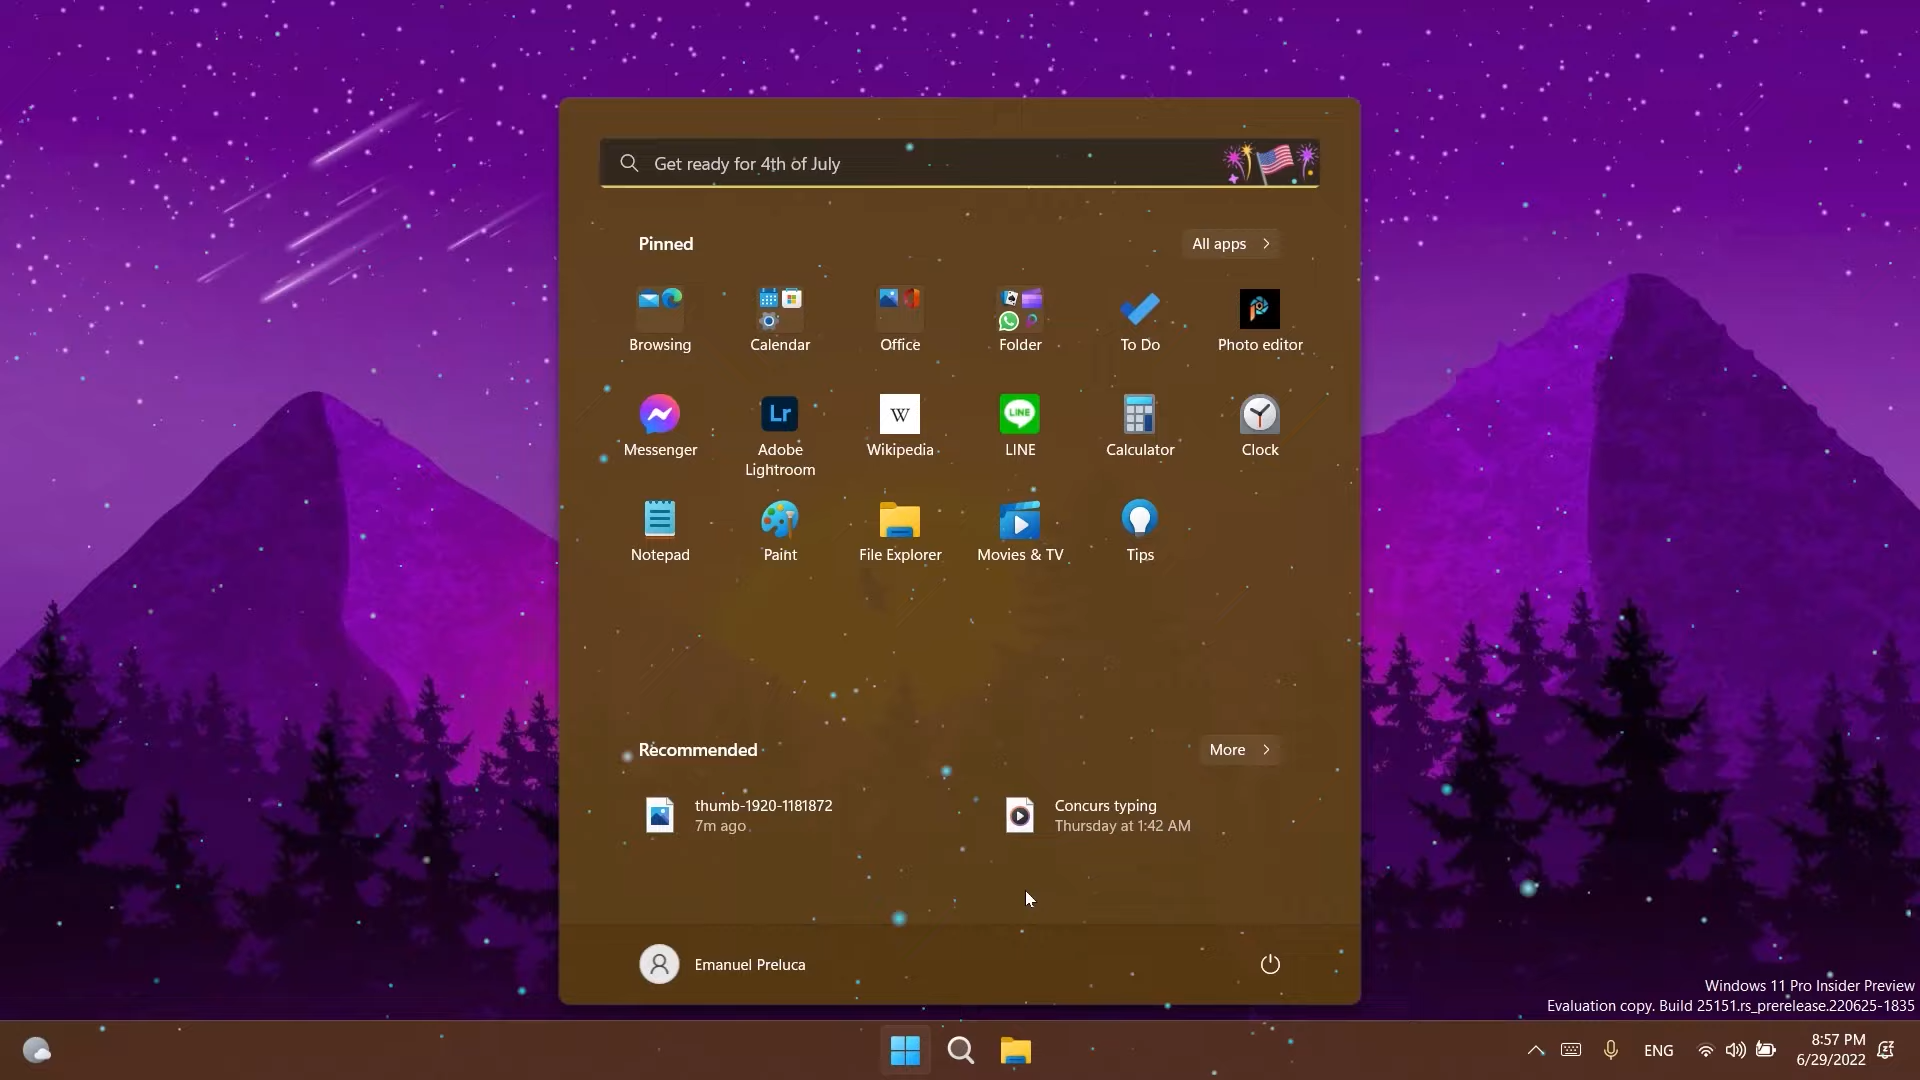 Get ready for 4th of July
Pinned
All apps
Browsing
Calendar
Office
Folder
To Do
Photo editor
Messenger
Lr
Adobe
Lightroom
W
Wikipedia
LINE
LINE
Calculator
Clock
Notepad
Paint
File Explorer
Movies & TV
Tips
Recommended
More
thumb-1920-1181872
7m ago
Concurs typing
Thursday at 1:42 AM
Emanuel Preluca
Windows 11 Pro Insider Preview
Evaluation copy. Build 25151.rs_prerelease.220625-1835
ENG
8:57 PM
6/29/2022